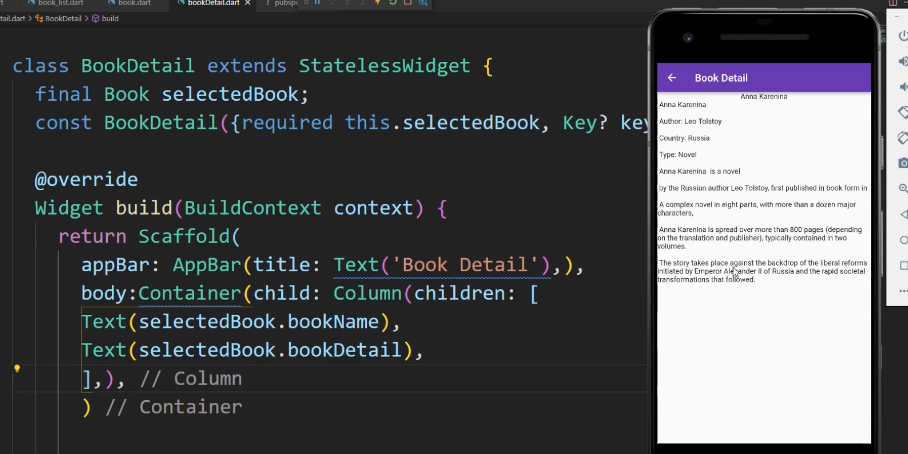 book_list.dart
book.dart
bookDetail.dart
pubsp
tail.dart > BookDetail > build
class BookDetail extends StatelessWidget {
final Book selectedBook;
const BookDetail({required this.selectedBook, Key? key
@override
Widget build(BuildContext context) {
return Scaffold(
appBar: AppBar(title: Text('Book Detail'),),
body:Container(child: Column(children: [
Text(selectedBook.bookName),
Text(selectedBook.bookDetail),
],), // Column
) // Container
Book Detail
Anna Karenina
Anna Karenina
Author: Leo Tolstoy
Country: Russia
Type: Novel
Anna Karenina is a novel
by the Russian author Leo Tolstoy, first published in book form in
A complex novel in eight parts, with more than a dozen major
characters,
Anna Karenina is spread over more than 800 pages (depending
on the translation and publisher), typically contained in two
volumes.
The story takes place against the backdrop of the liberal reforms
initiated by Emperor Alexander II of Russia and the rapid societal
transformations that followed.